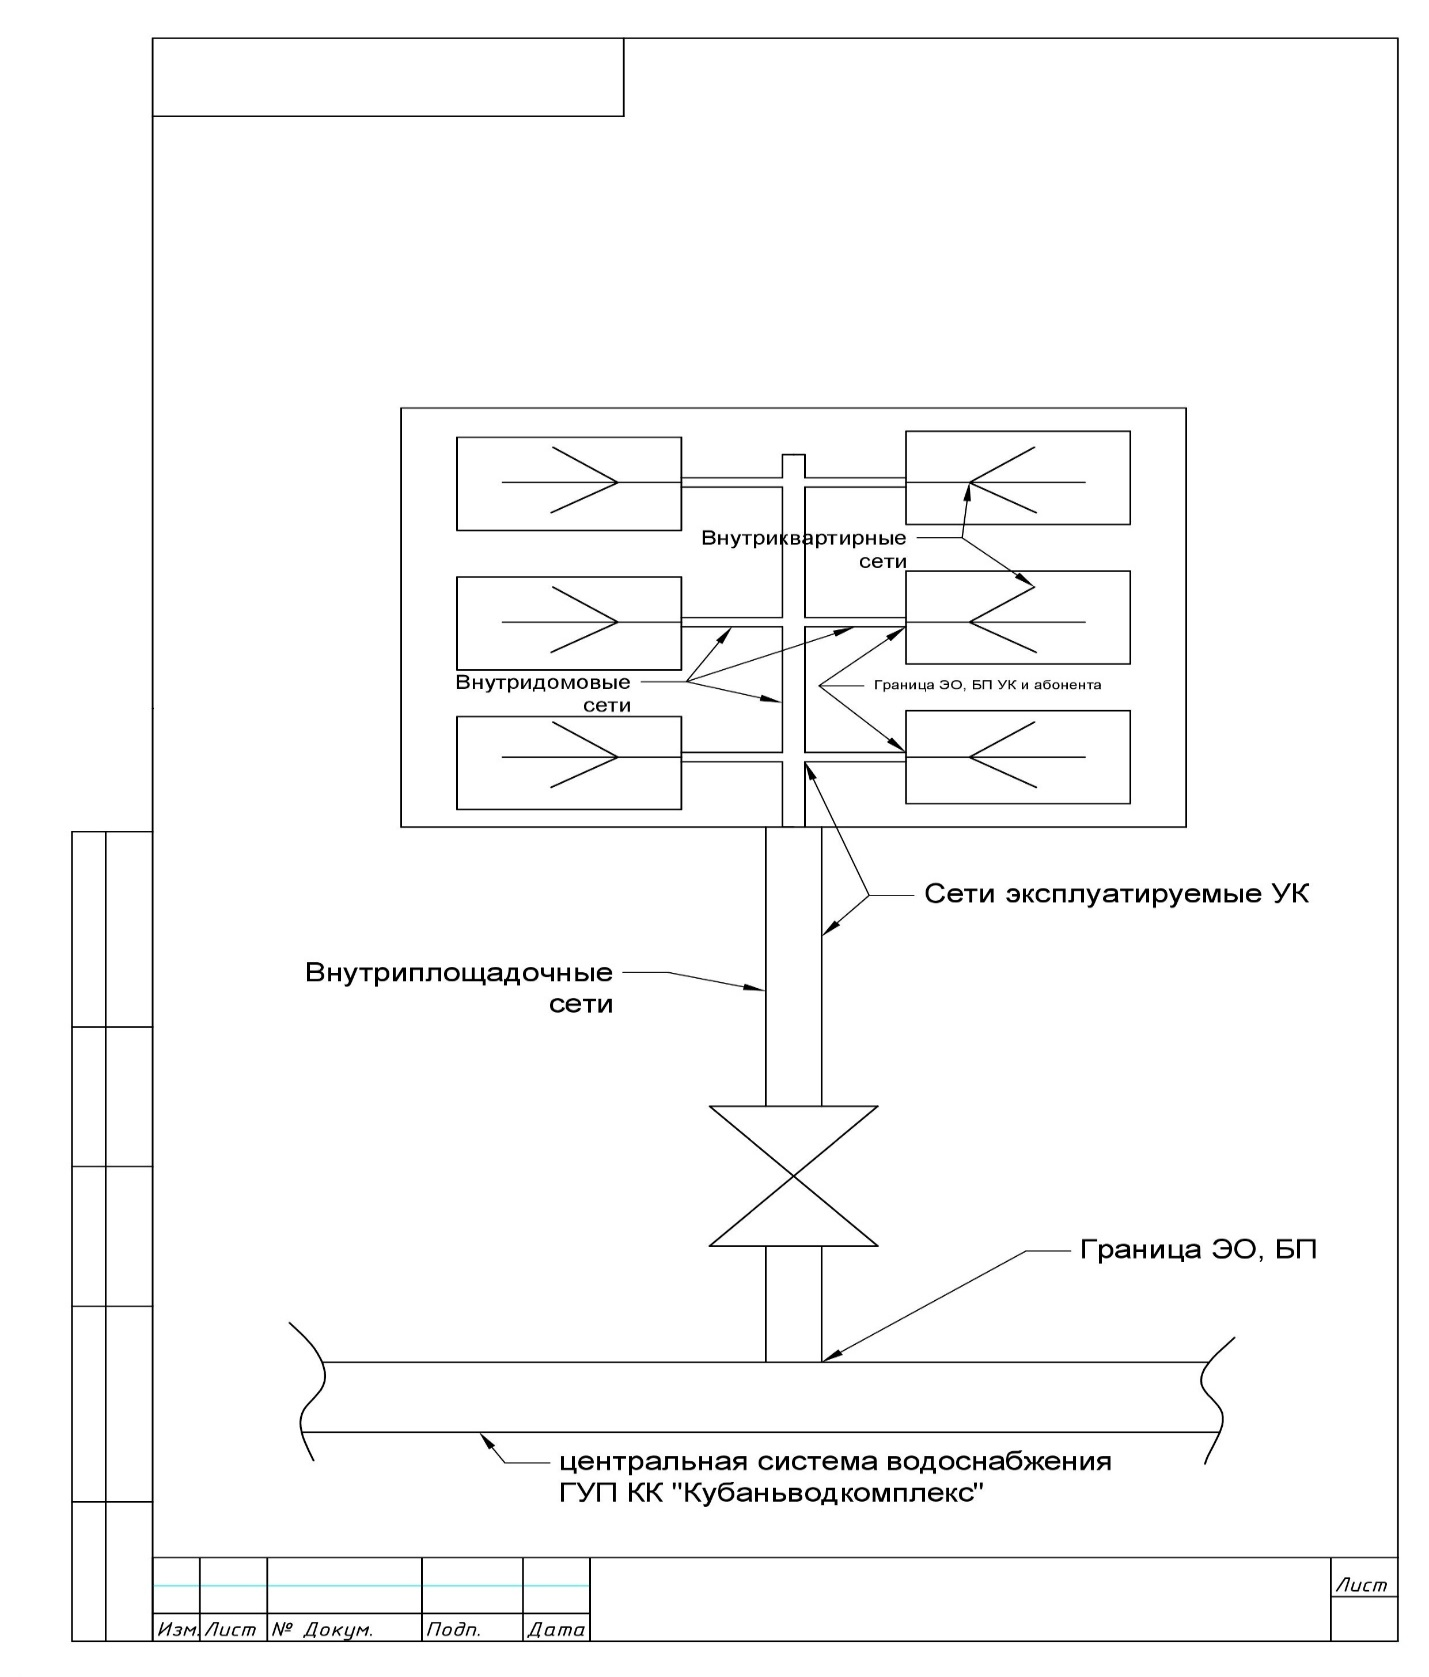 Внутриквартирные
сети
Внутридомовые
сети
Граница ЭО, БП УК и абонента
Сети эксплуатируемые УК
Внутриплощадочные
сети
Граница ЭО, БП
центральная система водоснабжения
ГУП КК "Кубаньводкомплекс"
Лист
Изм. Лист № Докум. Подп. Дата